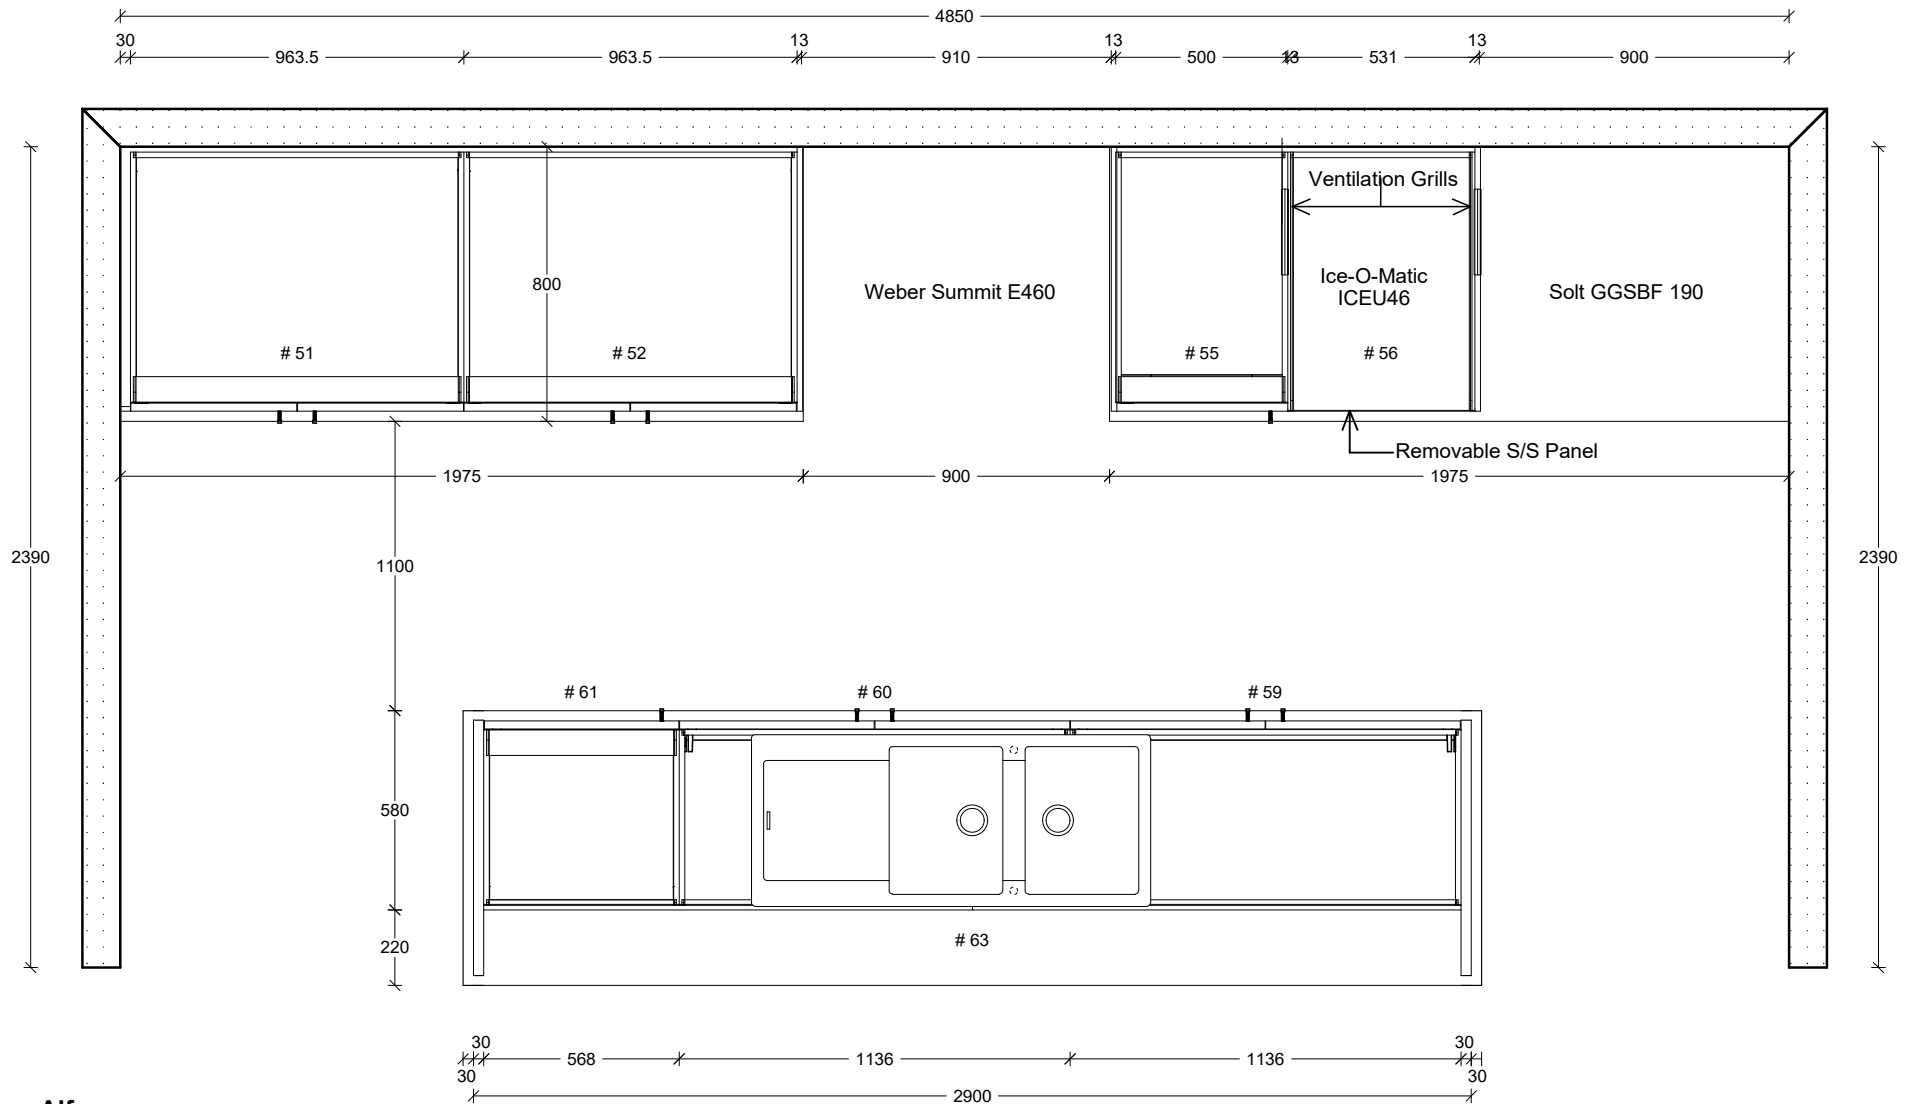 4850
30 963.5 963.5 13 910 13 500 13 531 13 900
Ventilation Grills
Ice-O-Matic
ICEU46
800
Weber Summit E460
Solt GGSBF 190
# 51
# 52
# 55
# 56
Removable S/S Panel
1975 900 1975
2390
1100
2390
# 61
# 60
# 59
580
220
# 63
30 568 1136 1136 30
30 30
2900